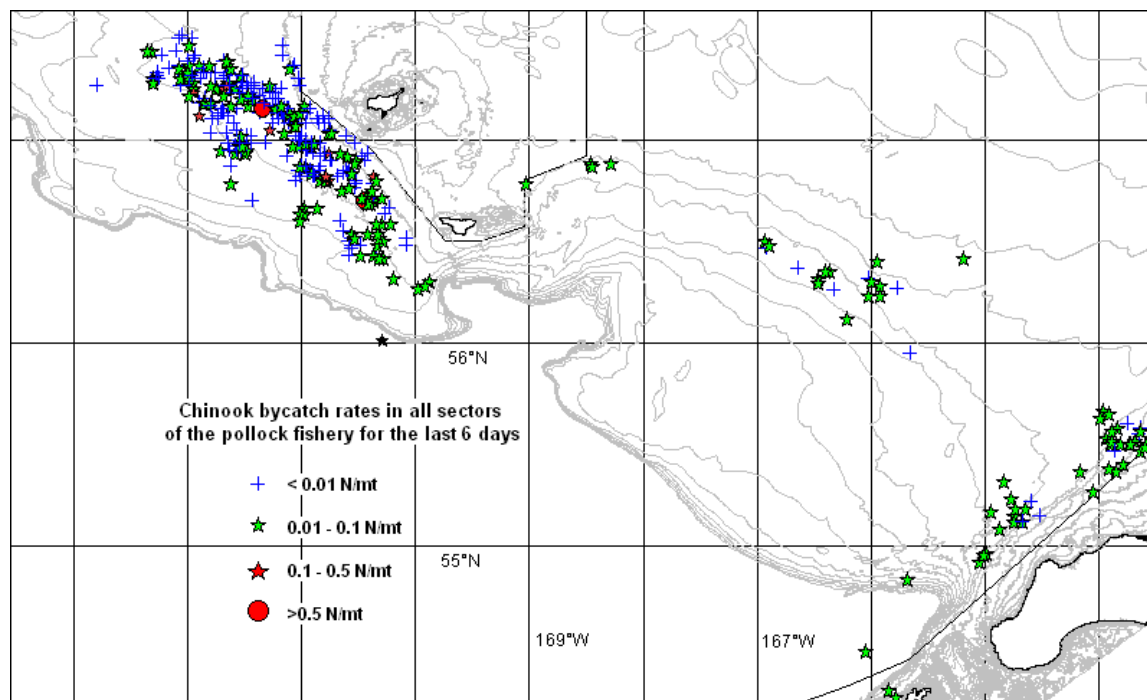 56°N
Chinook bycatch rates in all sectors
of the pollock fishery for the last 6 days
< 0.01 N/mt
0.01 - 0.1 N/mt
55°N
0.1 - 0.5 N/mt
>0.5 N/mt
169°W
167°W